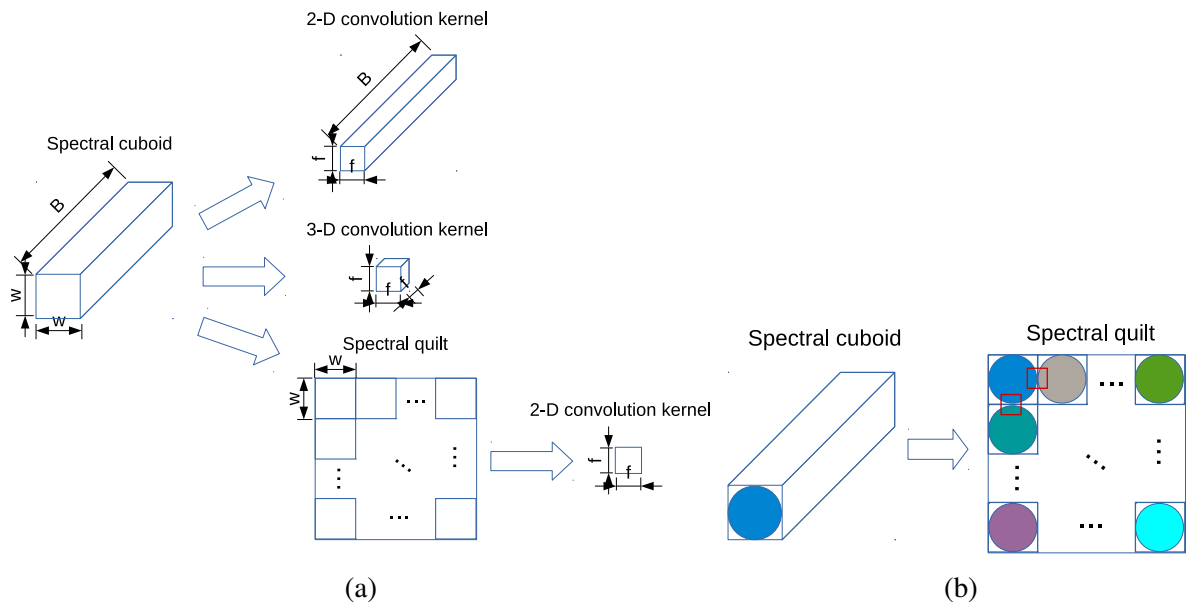 2-D convolution kernel
B
f
f
Spectral cuboid
B
w
w
3-D convolution kernel
f
f
f
Spectral quilt
w
w
...
...
...
...
...
2-D convolution kernel
f
f
(a)
Spectral cuboid
Spectral quilt
...
...
...
...
...
(b)